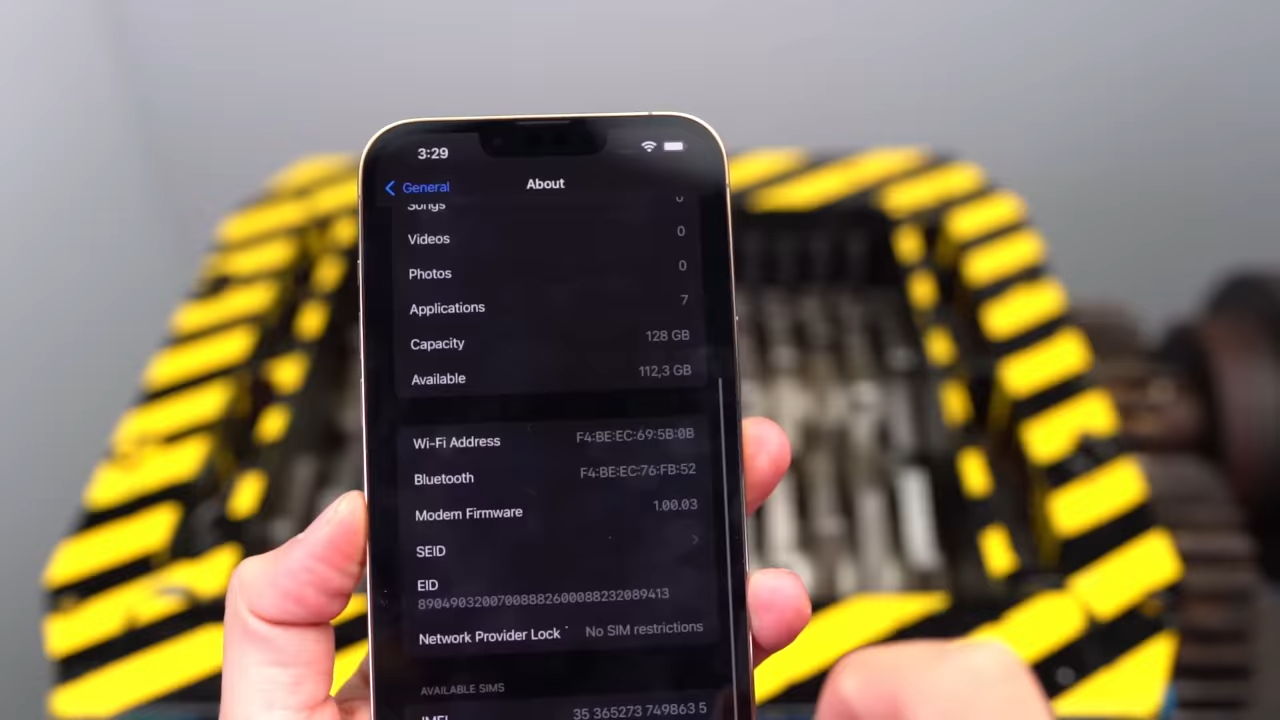 3:29
General
About
Songs 0
Videos 0
Photos 0
Applications 7
Capacity 128 GB
Available 112,3 GB
Wi-Fi Address F4:BE:EC:69:5B:0B
Bluetooth F4:BE:EC:76:FB:52
Modem Firmware 1.00.03
SEID
EID
89049032007008882600088232089413
Network Provider Lock No SIM restrictions
AVAILABLE SIMS
IMEI 35 365273 749863 5